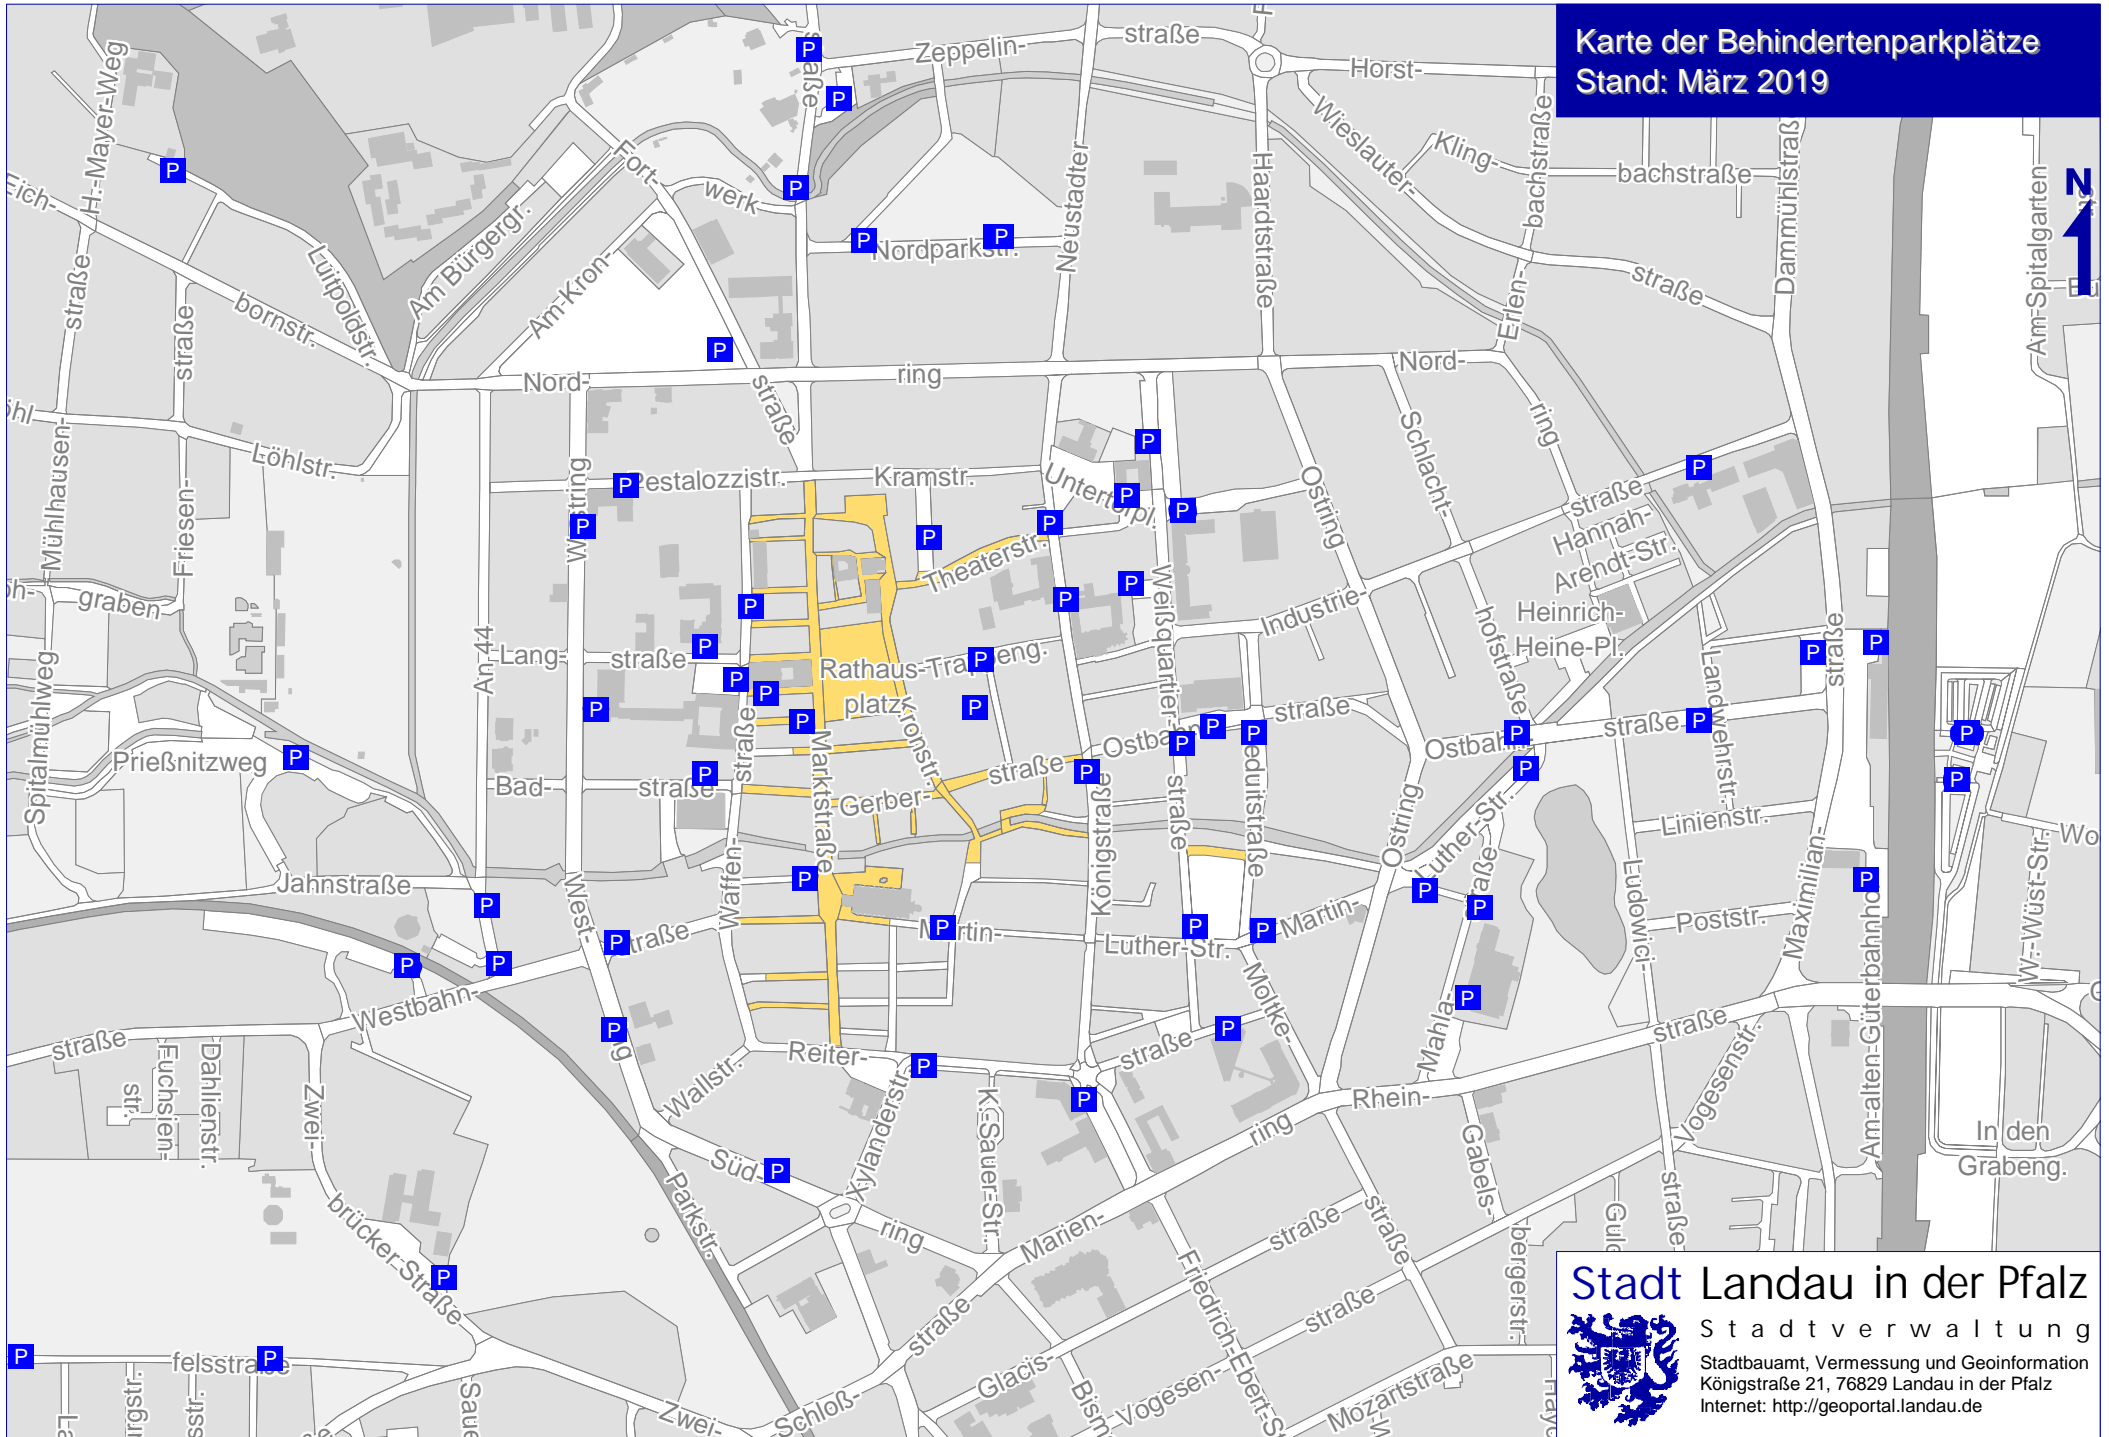 Karte der Behindertenparkplätze
Stand: März 2019
N
Zeppelin-
straße
Horst-
H.-Mayer-Weg
straße
Eich-
bornstr.
Luitpoldstr.
Am Bürgergr.
Am-Kron-
Fort-
werk
straße
Nordparkstr.
Neustadter
Haardtstraße
Wieslauter-
straße
Kling-
bachstraße
Erlen-
bachstraße
Dammühlstraß
Am-Spitalgarten
Nord-
ring
Nord-
ring
Löhlstr.
Mühlhausen-
Friesen-
straße
graben
Pestalozzistr.
Kramstr.
Theaterstr.
Weißquartier-
straße
Ostring
Schlacht-
hofstraße
Industrie-
straße
Hannah-
Arendt-Str.
Heinrich-
Heine-Pl.
An 44
Lang-
straße
Rathaus-
platz
Kronstr.
Marktstraße
Bad-
straße
Gerber-
straße
Königstraße
straße
Ostring
straße
Landwehrstr.
Linienstr.
Poststr.
Ludowici-
straße
Maximilian-
straße
Am-alten-Güterbahnhof
W.-Wüst-Str.
Wo
Spitalmühlweg
Prießnitzweg
Jahnstraße
West-
Waffen-
straße
Luther-Str.
Martin-
Luther-Str.
Moltke-
straße
Mahla-
Westbahn-
straße
Fuchsien-
str.
Dahlienstr.
Zwei-
brücker-Straße
Wallstr.
Reiter-
straße
Xylanderstr.
K.-Sauer-Str.
Süd-
ring
Parkstr.
Marien-
ring
Rhein-
straße
Vogesenstr.
Gabels-
bergerstr.
In den
Grabeng.
Friedrich-Ebert-S
Glacis-
straße
Vogesen-
straße
Mozartstraße
Schloß-
straße
Zwei-
felsstraße
Stadt Landau in der Pfalz
Stadtverwaltung
Stadtbauamt, Vermessung und Geoinformation
Königstraße 21, 76829 Landau in der Pfalz
Internet: http://geoportal.landau.de